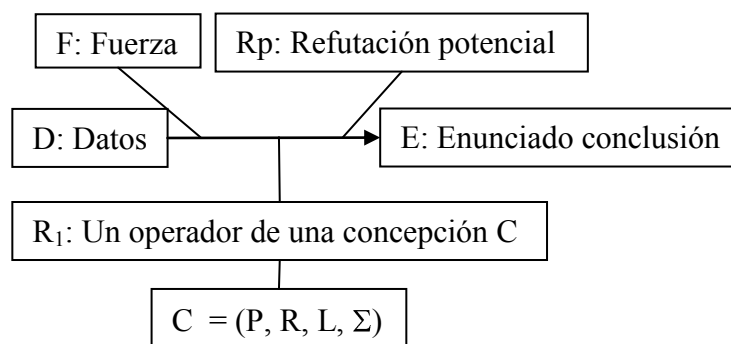 F: Fuerza
Rp: Refutación potencial
D: Datos
E: Enunciado conclusión
R₁: Un operador de una concepción C
C = (P, R, L, Σ)